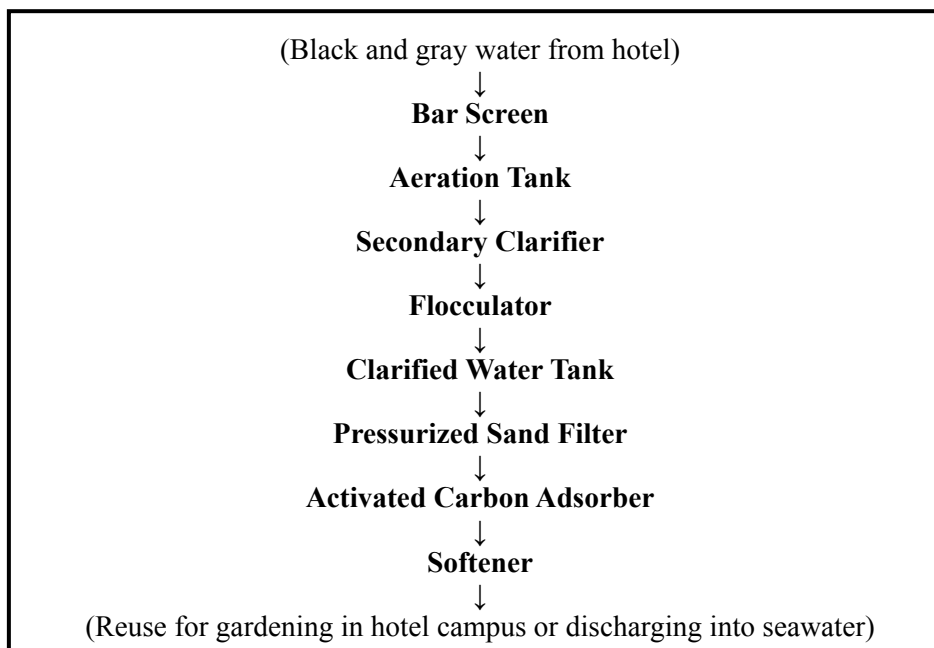 (Black and gray water from hotel)
↓
Bar Screen
↓
Aeration Tank
↓
Secondary Clarifier
↓
Flocculator
↓
Clarified Water Tank
↓
Pressurized Sand Filter
↓
Activated Carbon Adsorber
↓
Softener
↓
(Reuse for gardening in hotel campus or discharging into seawater)